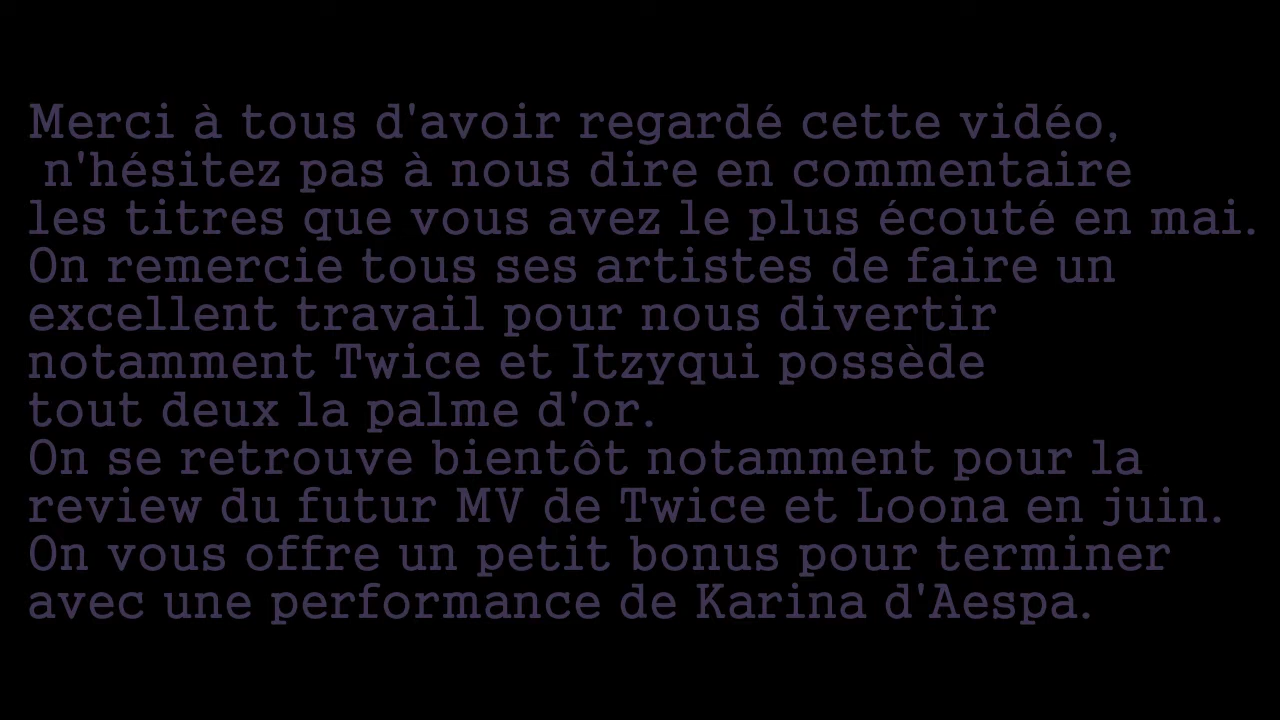 Merci à tous d'avoir regardé cette vidéo,
n'hésitez pas à nous dire en commentaire
les titres que vous avez le plus écouté en mai.
On remercie tous ses artistes de faire un
excellent travail pour nous divertir
notamment Twice et Itzyqui possède
tout deux la palme d'or.
On se retrouve bientôt notamment pour la
review du futur MV de Twice et Loona en juin.
On vous offre un petit bonus pour terminer
avec une performance de Karina d'Aespa.